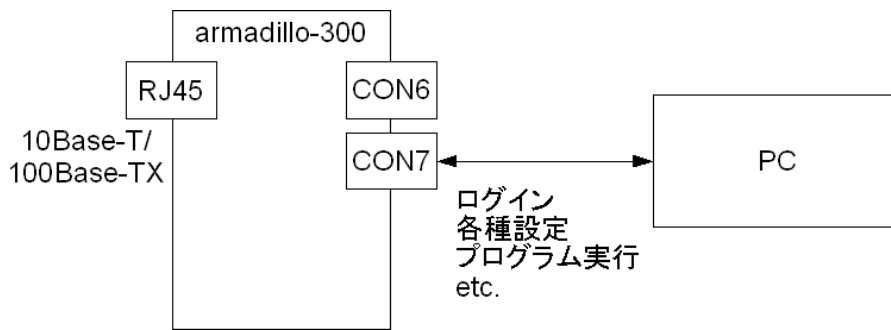 armadillo-300
RJ45
CON6
10Base-T/
100Base-TX
CON7
PC
ログイン
各種設定
プログラム実行
etc.